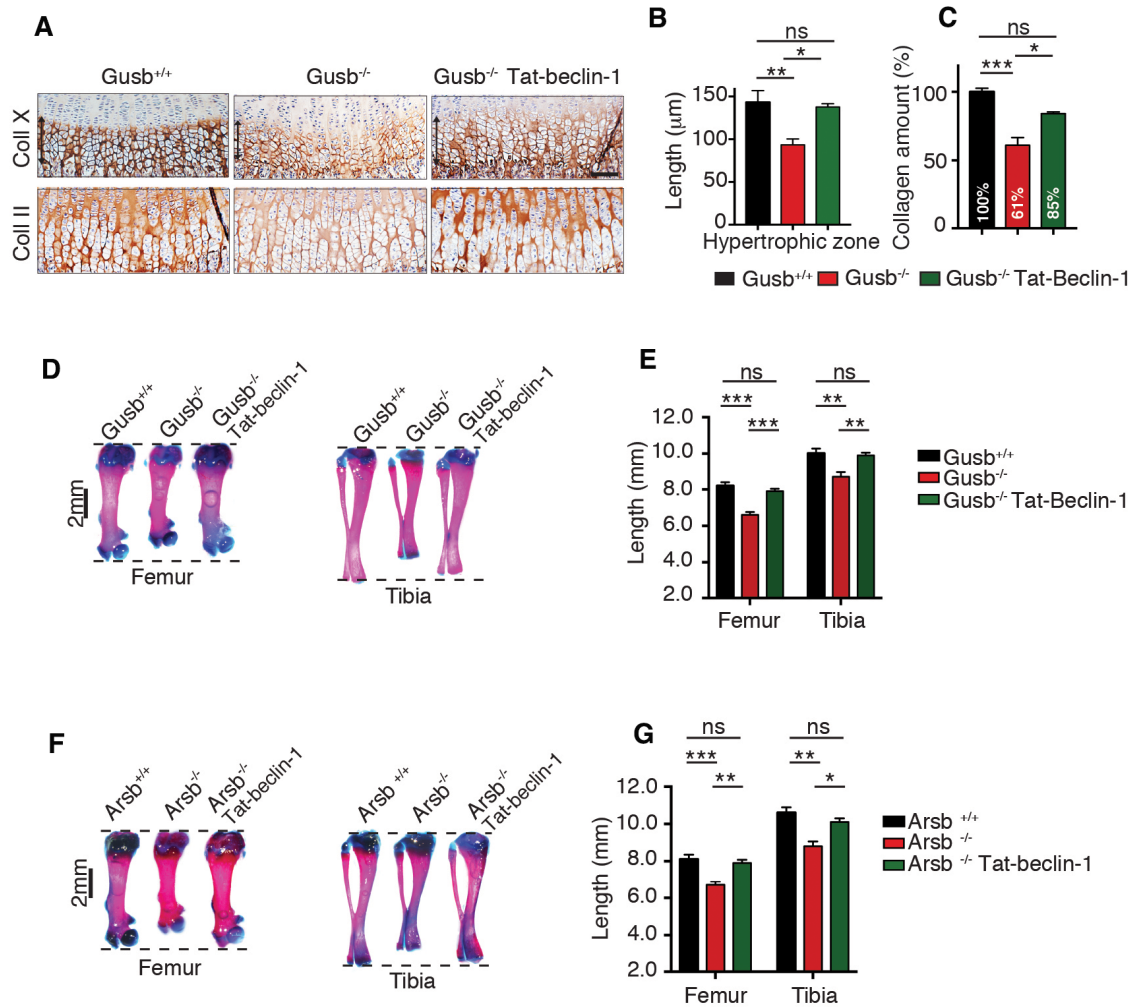 A
Gusb+/+
Gusb-/-
Gusb-/- Tat-beclin-1
Coll X
Coll II
B
ns
*
**
150
100
50
0
Length (μm)
Hypertrophic zone
C
ns
*
***
100
50
0
Collagen amount (%)
100%
61%
85%
Gusb+/+
Gusb-/-
Gusb-/- Tat-Beclin-1
D
Gusb+/+
Gusb-/-
Gusb-/-
Tat-beclin-1
2mm
Femur
Gusb+/+
Gusb-/-
Gusb-/-
Tat-beclin-1
Tibia
E
ns
***
***
ns
**
**
12.0
10.0
8.0
6.0
4.0
2.0
Length (mm)
Femur
Tibia
Gusb+/+
Gusb-/-
Gusb-/- Tat-Beclin-1
F
Arsb+/+
Arsb-/-
Arsb-/-
Tat-beclin-1
2mm
Femur
Arsb +/+
Arsb-/-
Arsb -/-
Tat-beclin-1
Tibia
G
ns
***
**
ns
**
*
12.0
10.0
8.0
6.0
4.0
2.0
Length (mm)
Femur
Tibia
Arsb +/+
Arsb -/-
Arsb -/- Tat-beclin-1